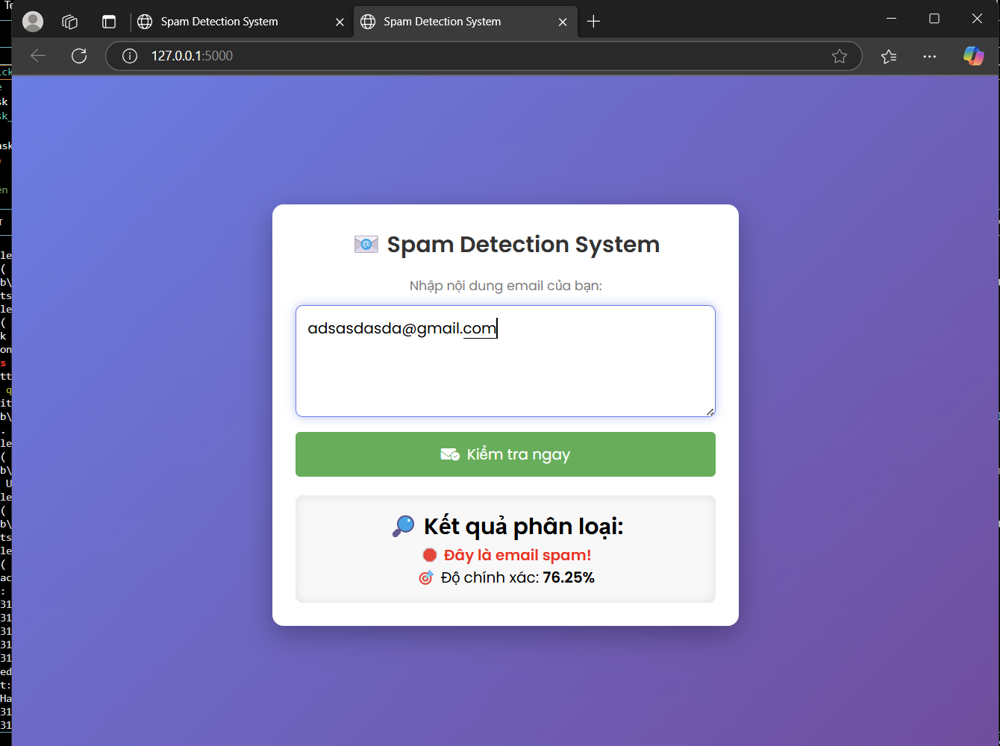 Spam Detection System
Spam Detection System
127.0.0.1:5000
Spam Detection System
Nhập nội dung email của bạn:
adsasdasda@gmail.com
Kiểm tra ngay
Kết quả phân loại:
Đây là email spam!
Độ chính xác: 76.25%